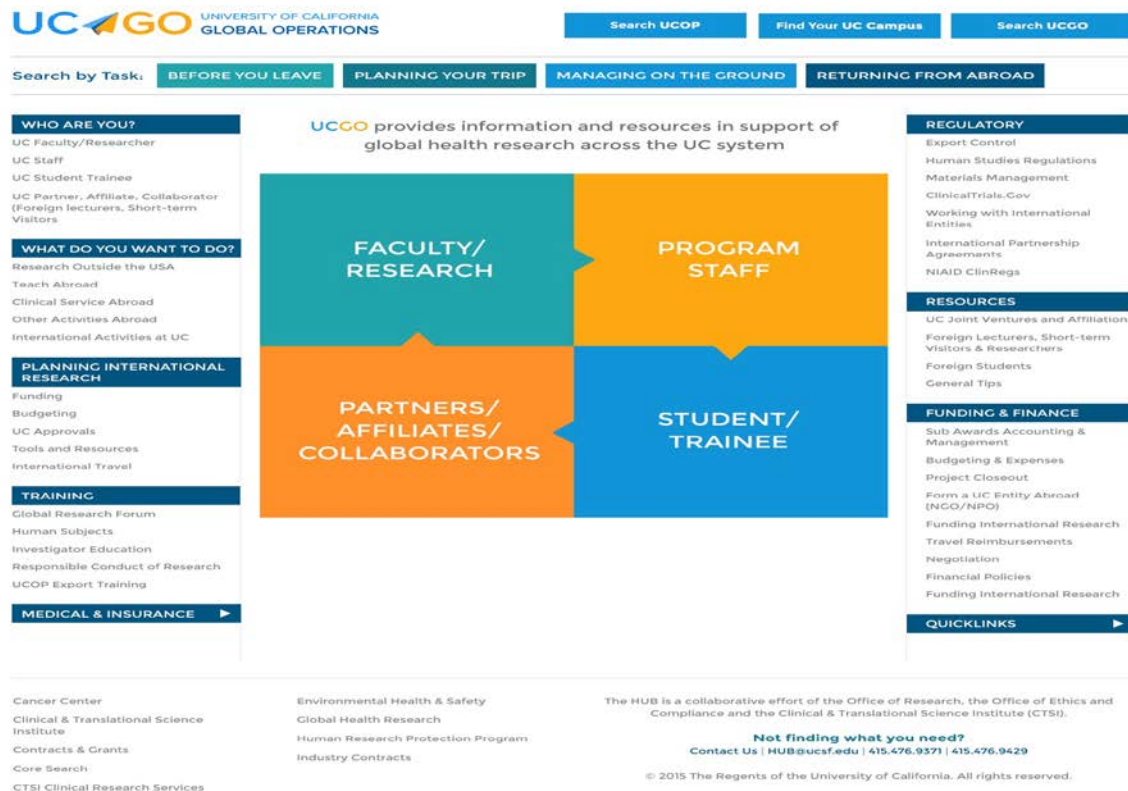 UC GO UNIVERSITY OF CALIFORNIA
GLOBAL OPERATIONS
Search UCOP
Find Your UC Campus
Search UCGO
Search by Task:
BEFORE YOU LEAVE
PLANNING YOUR TRIP
MANAGING ON THE GROUND
RETURNING FROM ABROAD
WHO ARE YOU?
UC Faculty/Researcher
UC Staff
UC Student Trainee
UC Partner, Affiliate, Collaborator
(Foreign lecturers, Short-term
Visitors
WHAT DO YOU WANT TO DO?
Research Outside the USA
Teach Abroad
Clinical Service Abroad
Other Activities Abroad
International Activities at UC
PLANNING INTERNATIONAL
RESEARCH
Funding
Budgeting
UC Approvals
Tools and Resources
International Travel
TRAINING
Global Research Forum
Human Subjects
Investigator Education
Responsible Conduct of Research
UCOP Export Training
MEDICAL & INSURANCE
UCGO provides information and resources in support of
global health research across the UC system
FACULTY/
RESEARCH
PROGRAM
STAFF
PARTNERS/
AFFILIATES/
COLLABORATORS
STUDENT/
TRAINEE
REGULATORY
Export Control
Human Studies Regulations
Materials Management
ClinicalTrials.Gov
Working with International
Entities
International Partnership
Agreements
NIAID ClinRegs
RESOURCES
UC Joint Ventures and Affiliation
Foreign Lecturers, Short-term
Visitors & Researchers
Foreign Students
General Tips
FUNDING & FINANCE
Sub Awards Accounting &
Management
Budgeting & Expenses
Project Closeout
Form a UC Entity Abroad
(NGO/NPO)
Funding International Research
Travel Reimbursements
Negotiation
Financial Policies
Funding International Research
QUICKLINKS
Cancer Center
Clinical & Translational Science
Institute
Contracts & Grants
Core Search
CTSI Clinical Research Services
Environmental Health & Safety
Global Health Research
Human Research Protection Program
Industry Contracts
The HUB is a collaborative effort of the Office of Research, the Office of Ethics and
Compliance and the Clinical & Translational Science Institute (CTSI).
Not finding what you need?
Contact Us | HUB@ucsf.edu | 415.476.9371 | 415.476.9429
© 2015 The Regents of the University of California. All rights reserved.